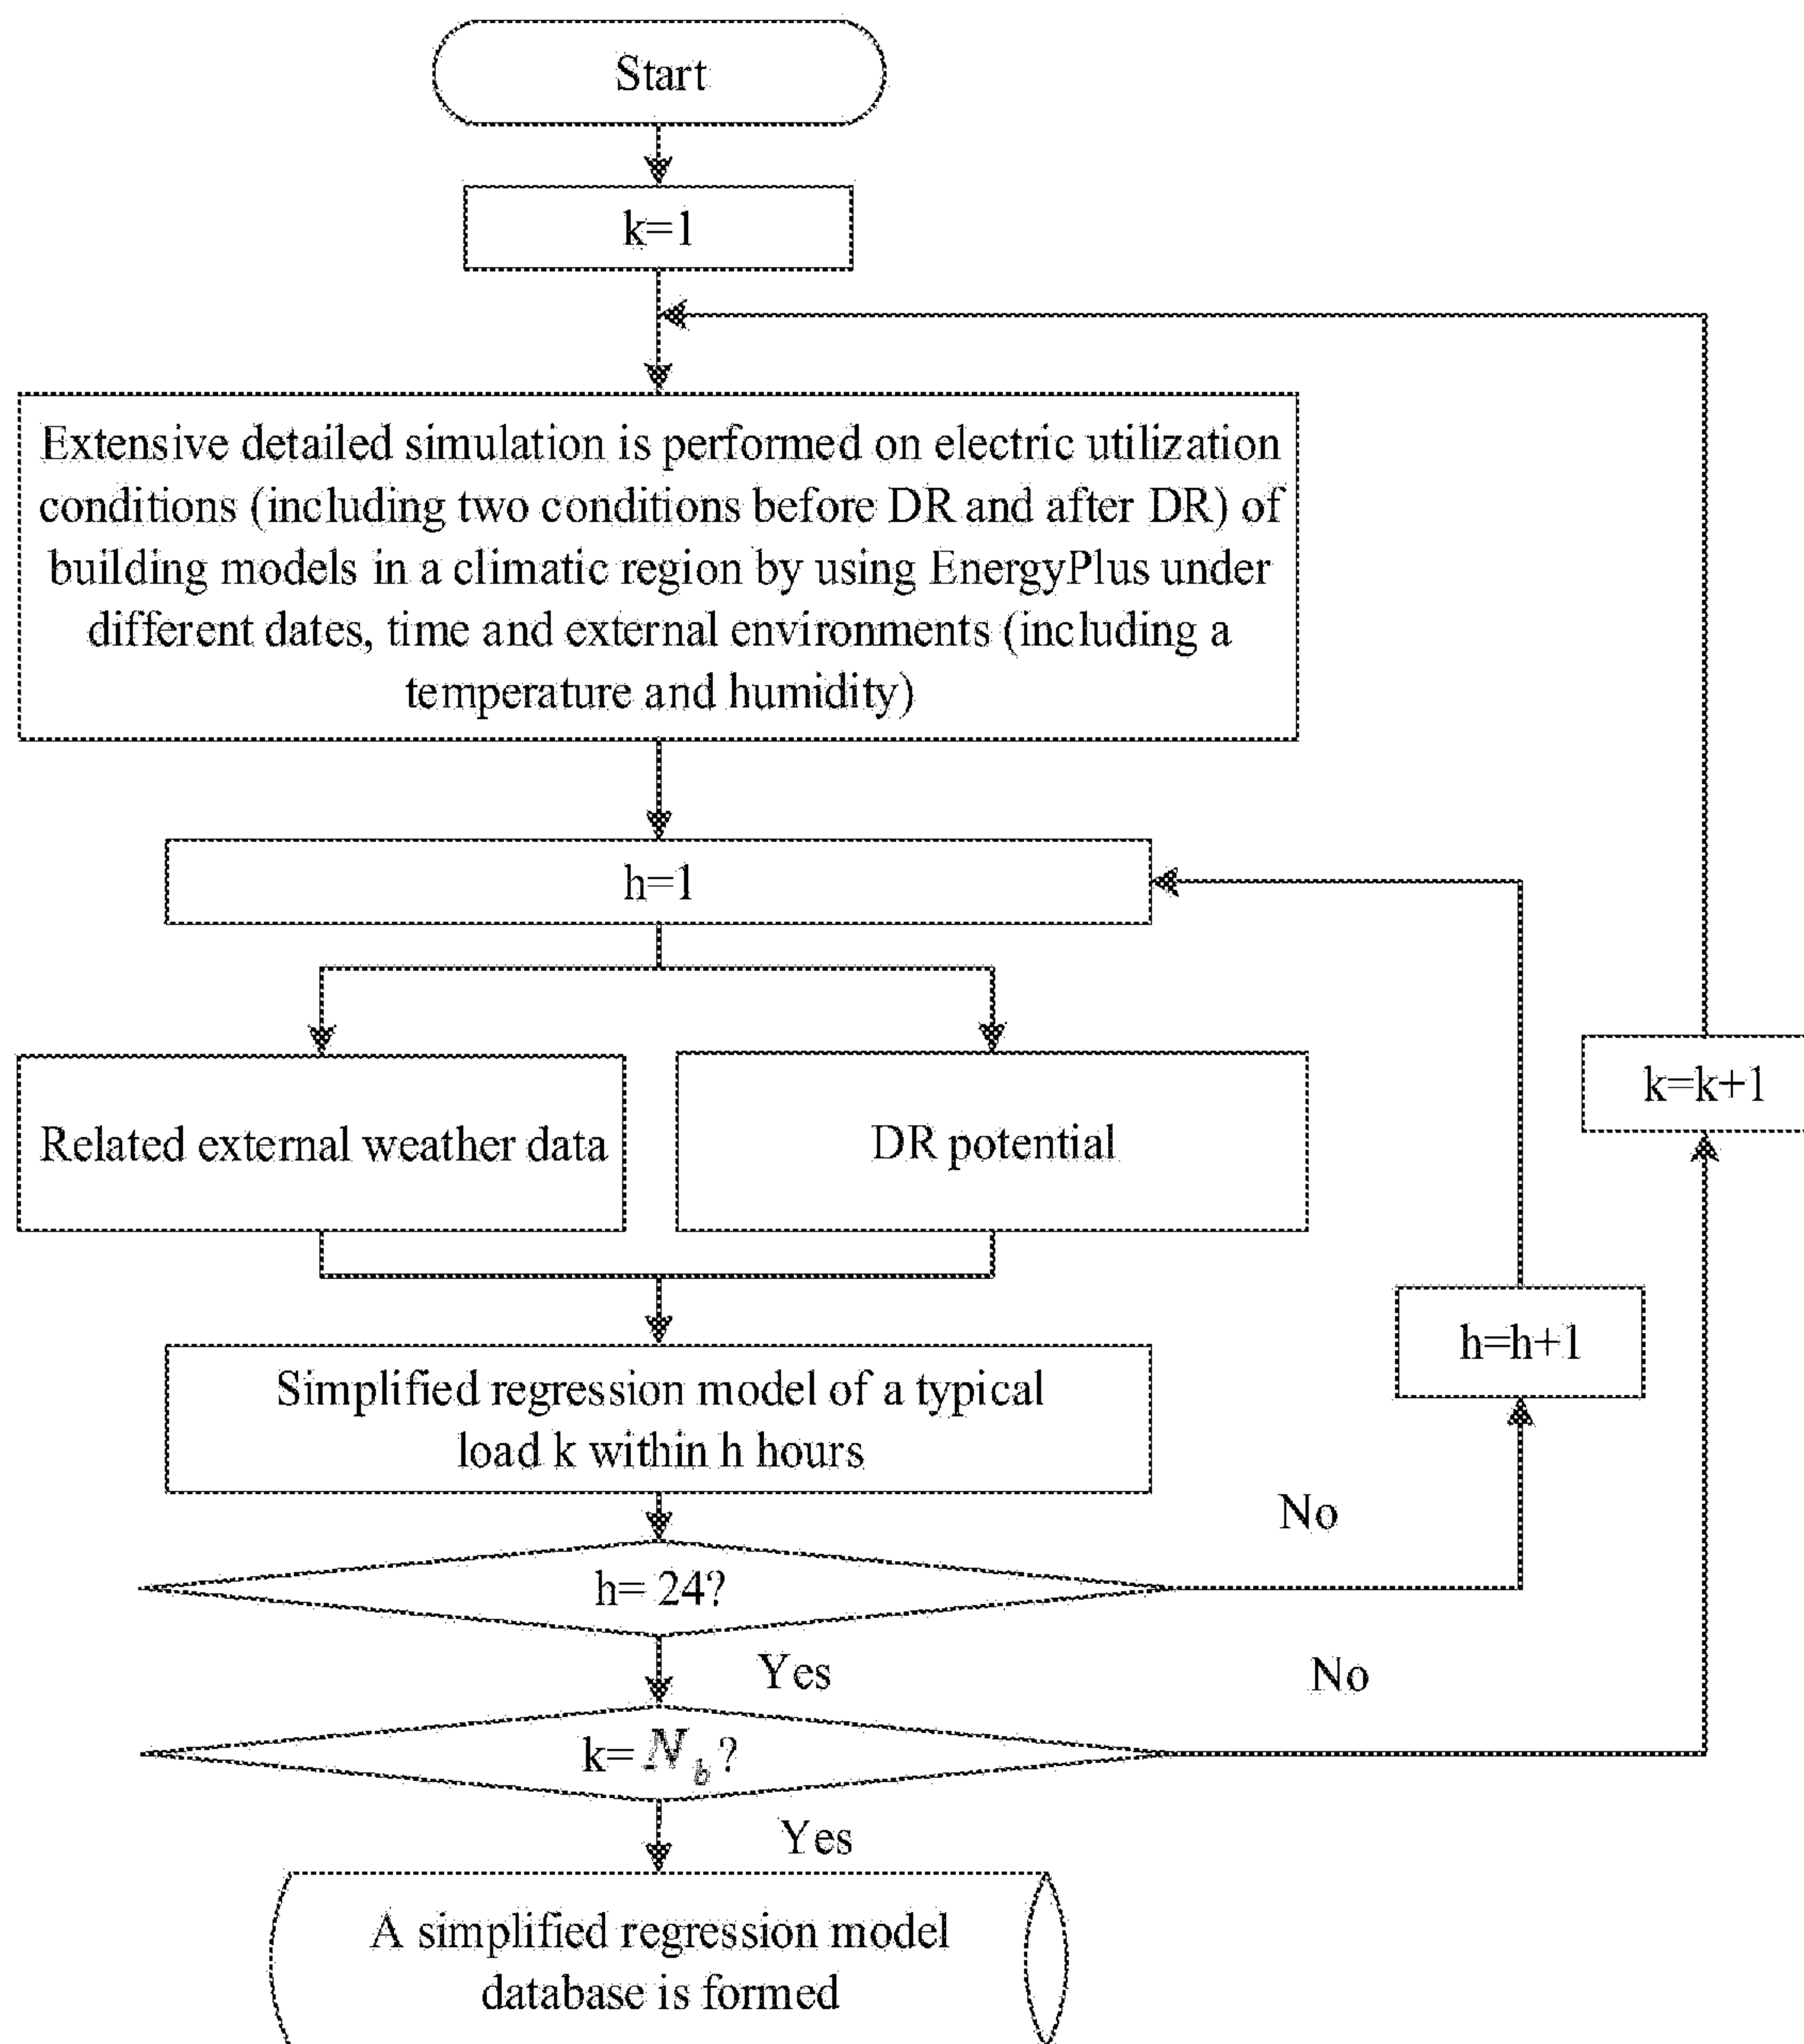 Start
k=1
Extensive detailed simulation is performed on electric utilization
conditions (including two conditions before DR and after DR) of
building models in a climatic region by using EnergyPlus under
different dates, time and external environments (including a
temperature and humidity)
h=1
Related external weather data
DR potential
k=k+1
h=h+1
Simplified regression model of a typical
load k within h hours
No
h= 24?
Yes
No
k= N_b ?
Yes
A simplified regression model
database is formed